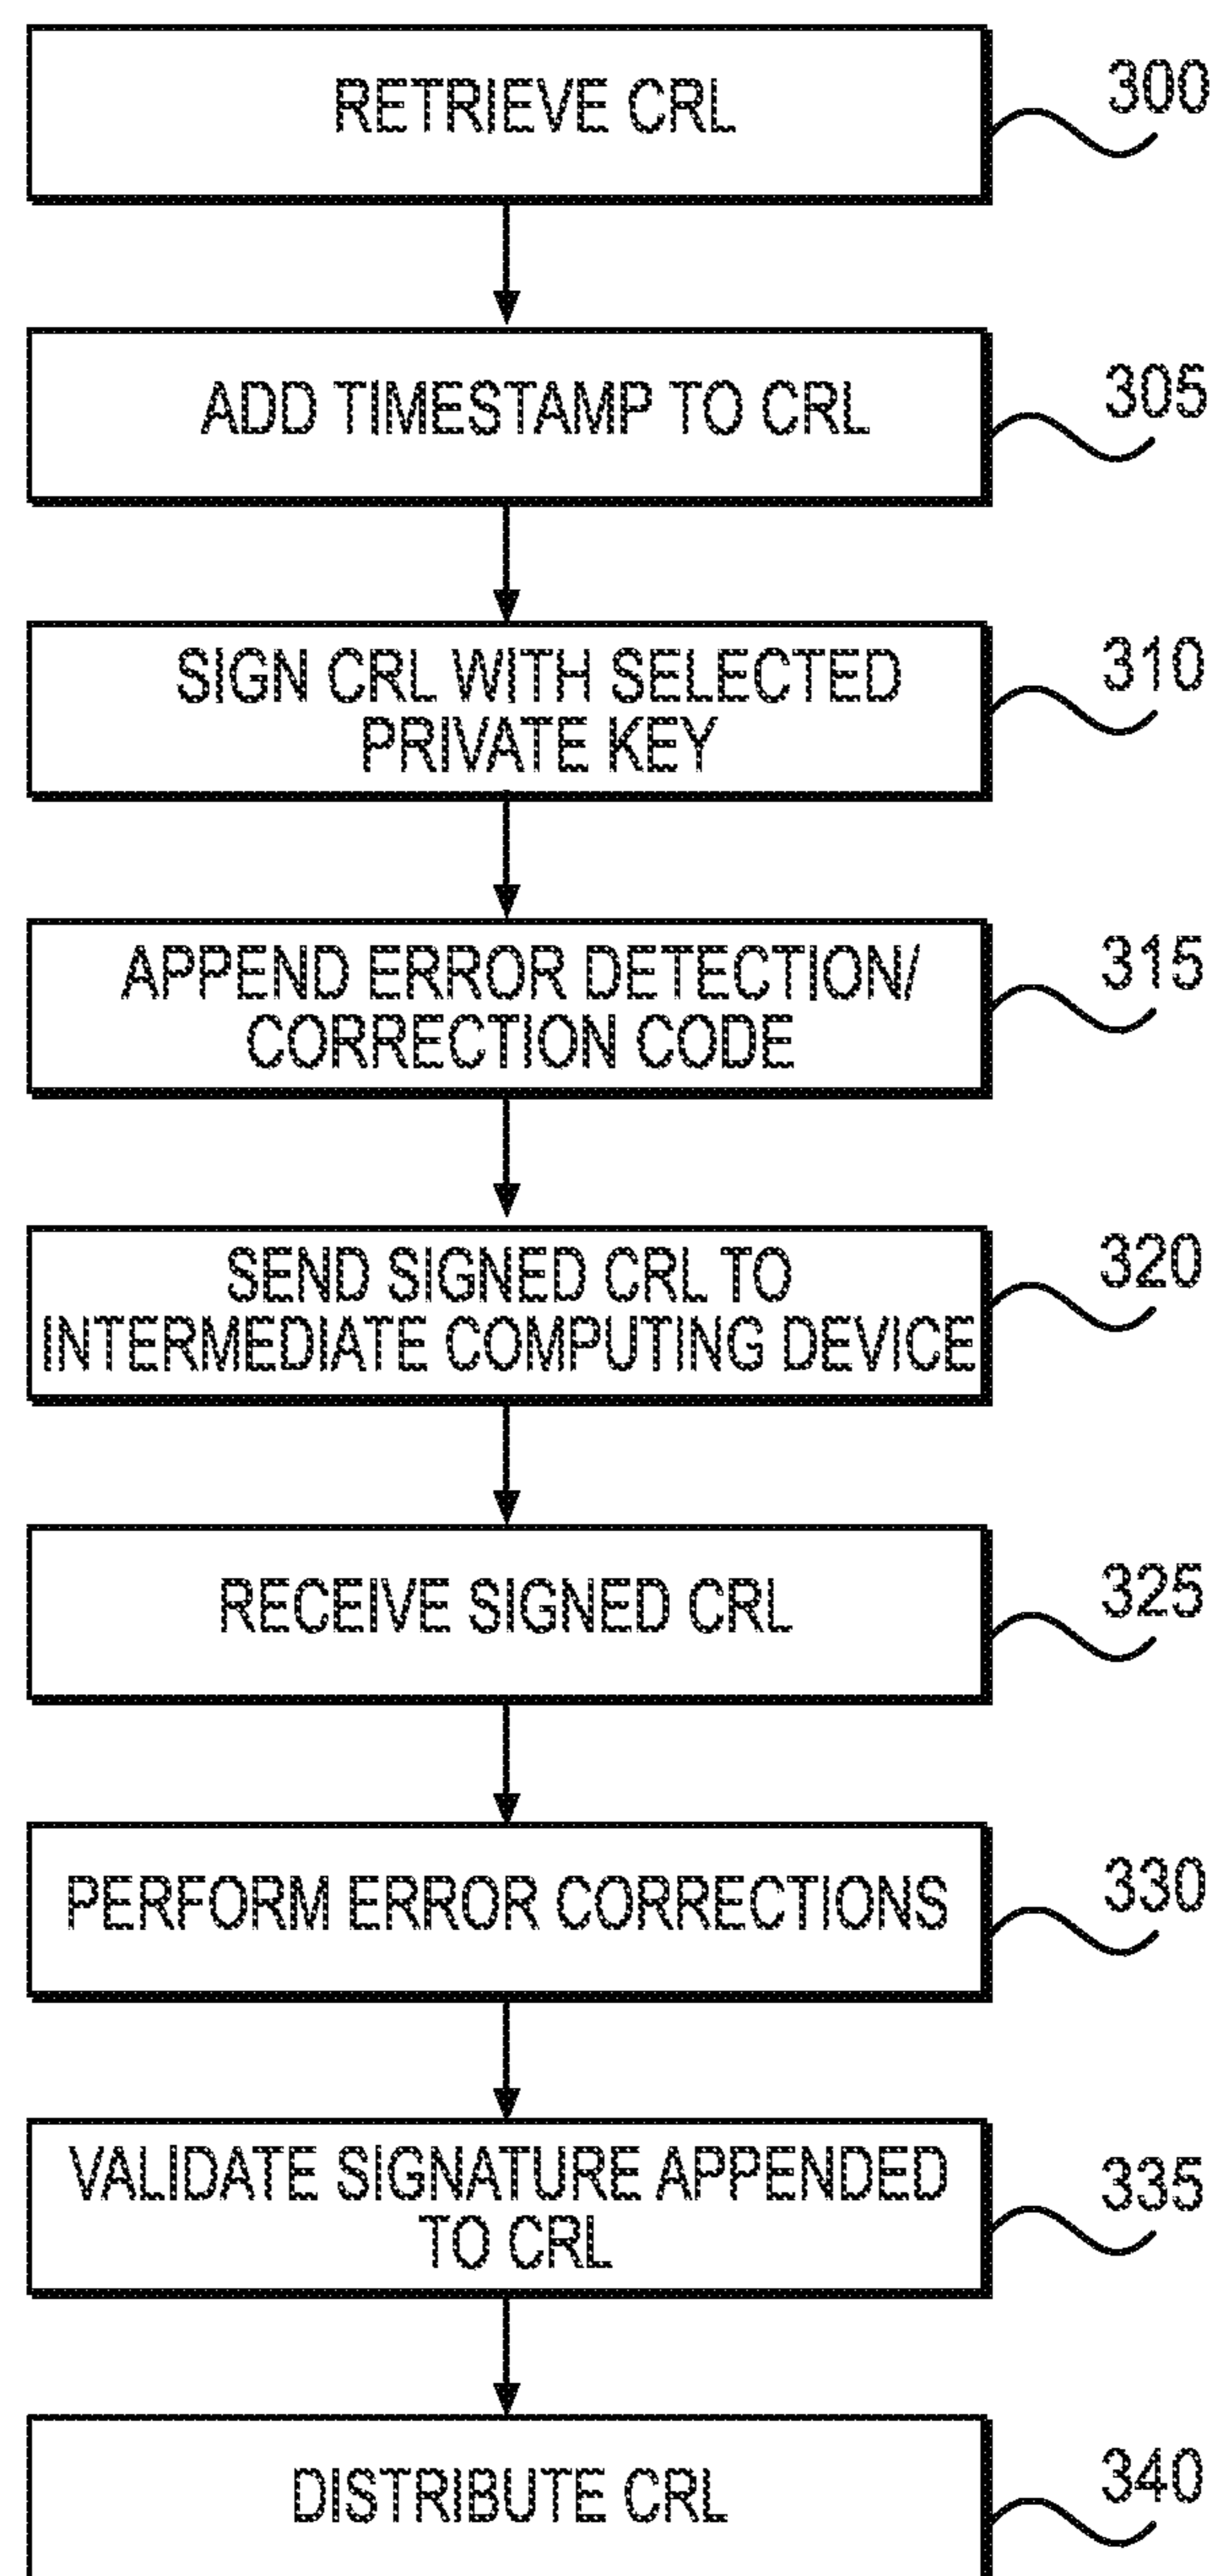 RETRIEVE CRL
300
ADD TIMESTAMP TO CRL
305
SIGN CRL WITH SELECTED
PRIVATE KEY
310
APPEND ERROR DETECTION/
CORRECTION CODE
315
SEND SIGNED CRL TO
INTERMEDIATE COMPUTING DEVICE
320
RECEIVE SIGNED CRL
325
PERFORM ERROR CORRECTIONS
330
VALIDATE SIGNATURE APPENDED
TO CRL
335
DISTRIBUTE CRL
340